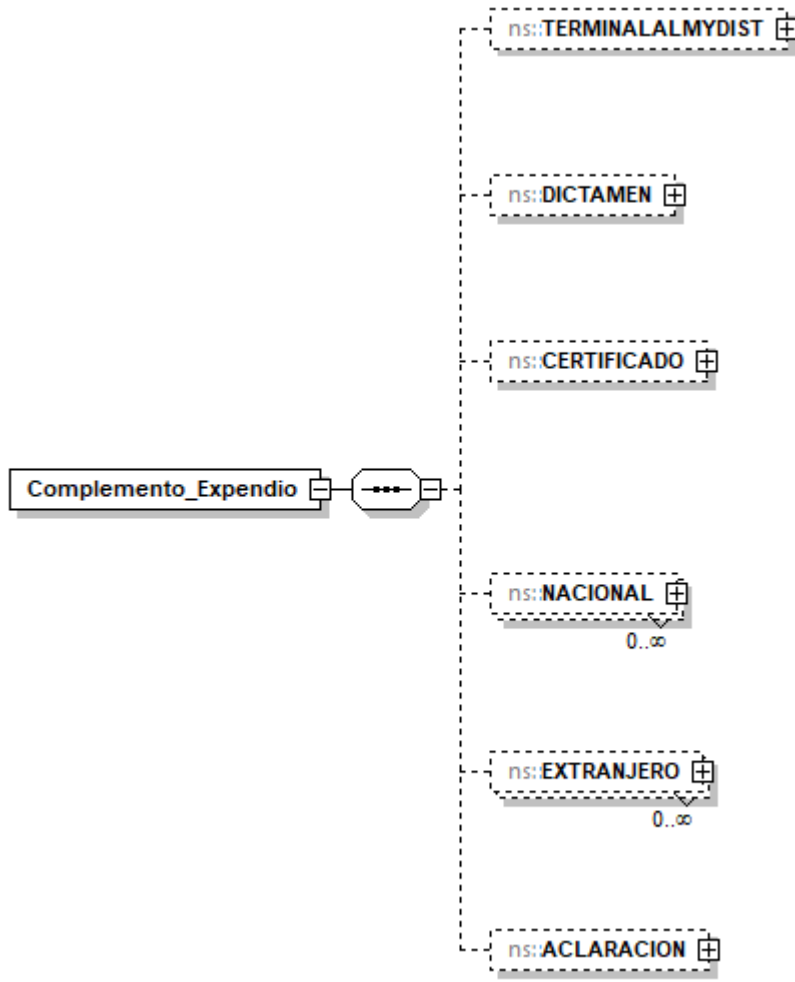 ns:TERMINALALMYDIST
ns:DICTAMEN
ns:CERTIFICADO
Complemento_Expendio
ns:NACIONAL
0..∞
ns:EXTRANJERO
0..∞
ns:ACLARACION